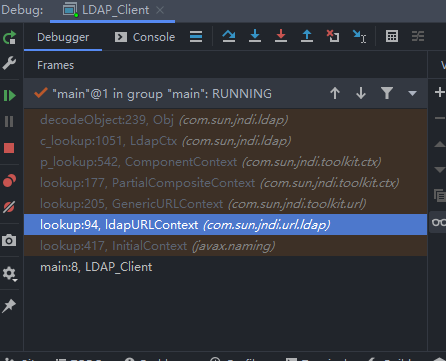 Debug:
LDAP_Client
Debugger
Console
Frames
"main"@1 in group "main": RUNNING
decodeObject:239, Obj (com.sun.jndi.ldap)
c_lookup:1051, LdapCtx (com.sun.jndi.ldap)
p_lookup:542, ComponentContext (com.sun.jndi.toolkit.ctx)
lookup:177, PartialCompositeContext (com.sun.jndi.toolkit.ctx)
lookup:205, GenericURLContext (com.sun.jndi.toolkit.url)
lookup:94, ldapURLContext (com.sun.jndi.url.ldap)
lookup:417, InitialContext (javax.naming)
main:8, LDAP_Client